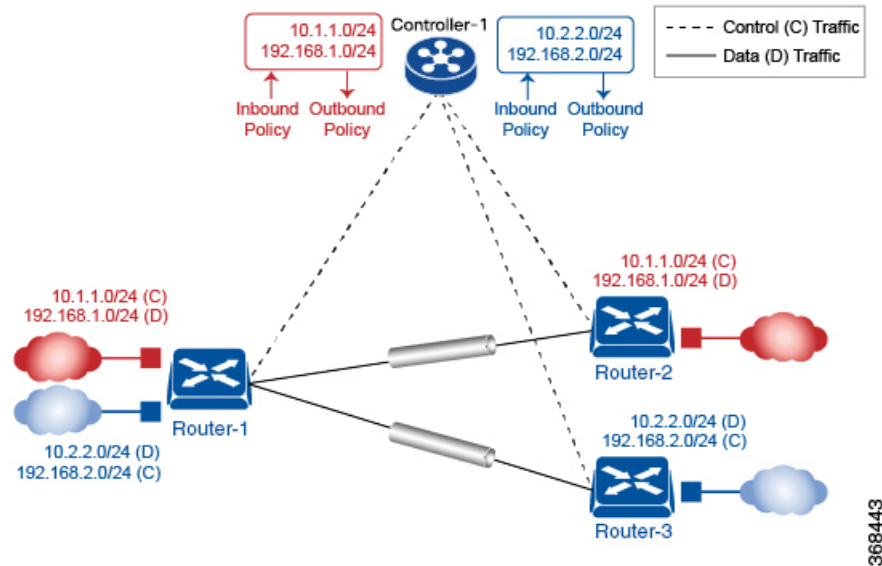 10.1.1.0/24
192.168.1.0/24
Inbound
Policy
Outbound
Policy
Controller-1
10.2.2.0/24
192.168.2.0/24
Inbound
Policy
Outbound
Policy
Control (C) Traffic
Data (D) Traffic
10.1.1.0/24 (C)
192.168.1.0/24 (D)
Router-1
10.2.2.0/24 (D)
192.168.2.0/24 (C)
10.1.1.0/24 (C)
192.168.1.0/24 (D)
Router-2
10.2.2.0/24 (D)
192.168.2.0/24 (C)
Router-3
368443